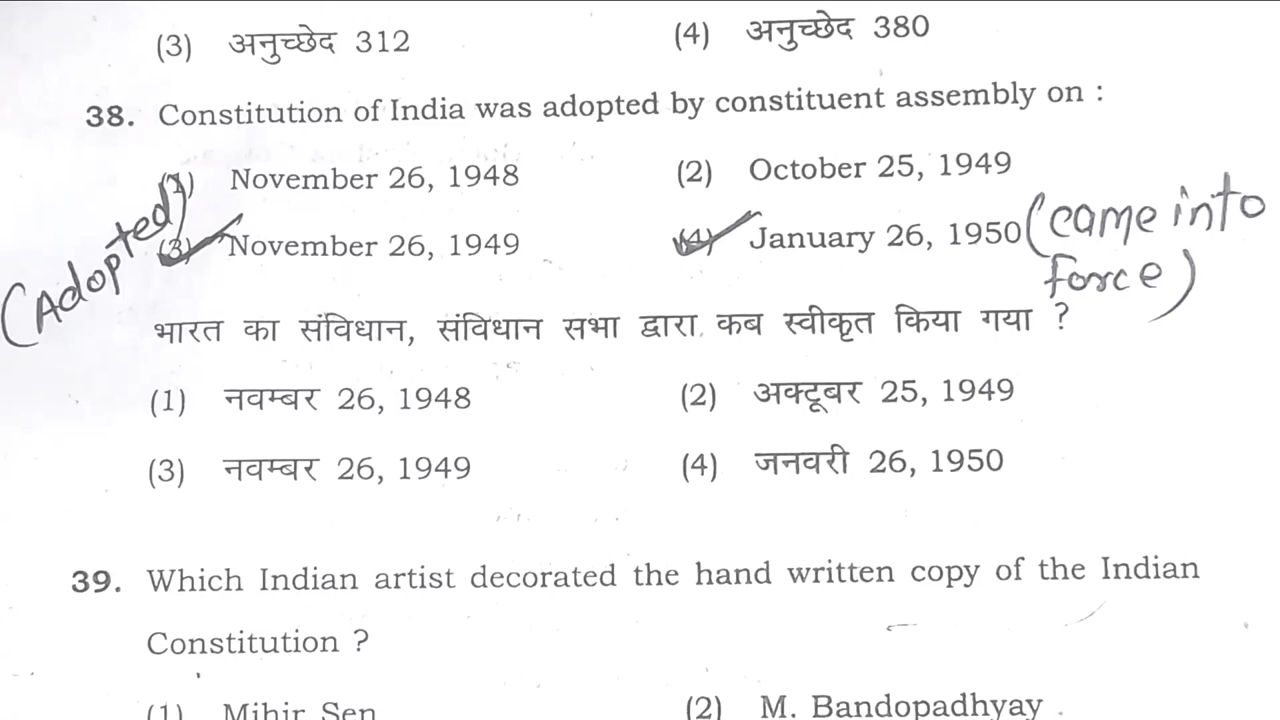 (3) अनुच्छेद 312 (4) अनुच्छेद 380
38. Constitution of India was adopted by constituent assembly on :
(1) November 26, 1948 (2) October 25, 1949
(Adopted) (3) November 26, 1949 (4) January 26, 1950 (came into
force)
भारत का संविधान, संविधान सभा द्वारा कब स्वीकृत किया गया ?
(1) नवम्बर 26, 1948 (2) अक्टूबर 25, 1949
(3) नवम्बर 26, 1949 (4) जनवरी 26, 1950
39. Which Indian artist decorated the hand written copy of the Indian
Constitution ?
(1) Mihir Sen (2) M. Bandopadhyay